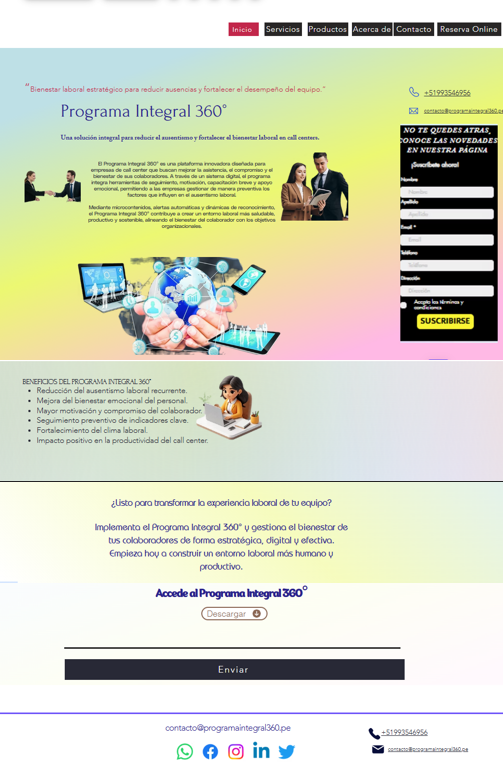 Inicio
Servicios
Productos
Acerca de
Contacto
Reserva Online
"Bienestar laboral estratégico para reducir ausencias y fortalecer el desempeño del equipo."
Programa Integral 360°
Una solución integral para reducir el ausentismo y fortalecer el bienestar laboral en call centers.
El Programa Integral 360° es una plataforma innovadora diseñada para
empresas de call center que buscan mejorar la asistencia, el compromiso y el
bienestar de sus colaboradores. A través de un sistema digital, el programa
integra herramientas de seguimiento, motivación, capacitación breve y apoyo
emocional, permitiendo a las empresas gestionar de manera preventiva los
factores que influyen en el ausentismo laboral.
Mediante microcontenidos, alertas automáticas y dinámicas de reconocimiento,
el Programa Integral 360° contribuye a crear un entorno laboral más saludable,
productivo y sostenible, alineando el bienestar del colaborador con los objetivos
organizacionales.
+51993546956
contacto@programaintegral360.pe
NO TE QUEDES ATRAS,
CONOCE LAS NOVEDADES
EN NUESTRA PÁGINA
¡Suscríbete ahora!
Nombre
Nombre
Apellido
Apellido
Email *
Email
Teléfono
Teléfono
Dirección
Dirección
Acepto los términos y
condiciones
SUSCRIBIRSE
BENEFICIOS DEL PROGRAMA INTEGRAL 360°
Reducción del ausentismo laboral recurrente.
Mejora del bienestar emocional del personal.
Mayor motivación y compromiso del colaborador.
Seguimiento preventivo de indicadores clave.
Fortalecimiento del clima laboral.
Impacto positivo en la productividad del call center.
¿Listo para transformar la experiencia laboral de tu equipo?
Implementa el Programa Integral 360° y gestiona el bienestar de
tus colaboradores de forma estratégica, digital y efectiva.
Empieza hoy a construir un entorno laboral más humano y
productivo.
Accede al Programa Integral 360°
Descargar
Enviar
contacto@programaintegral360.pe
+51993546956
contacto@programaintegral360.pe